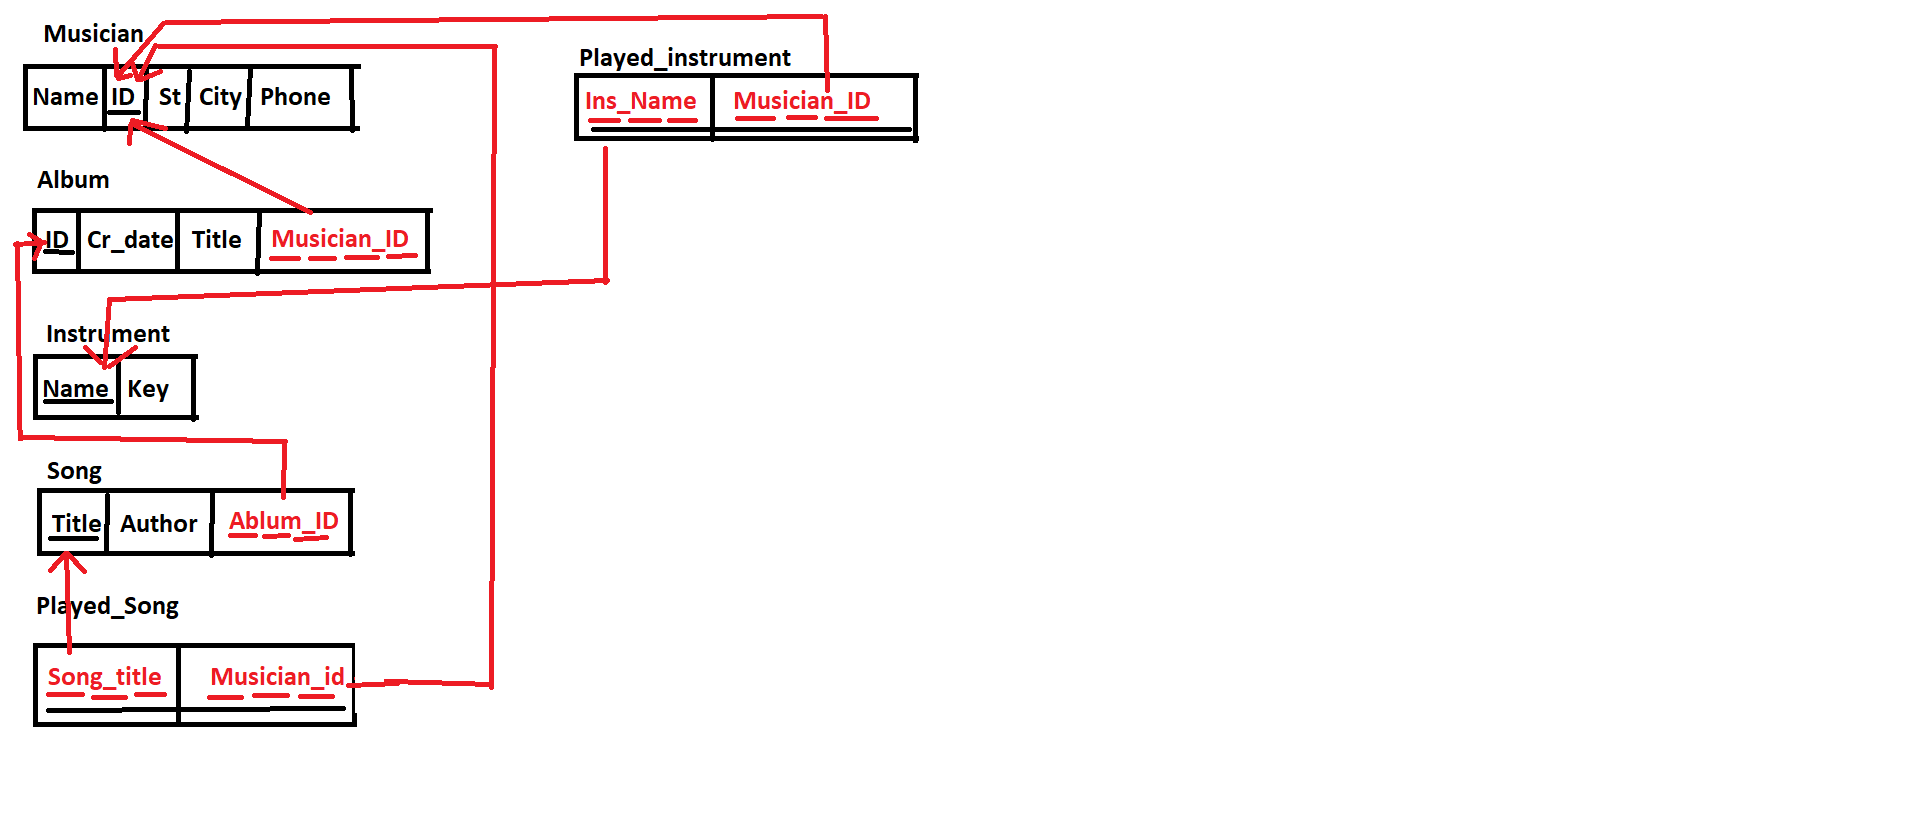 Musician
Name ID St City Phone
Played_instrument
Ins_Name Musician_ID
Album
ID Cr_date Title Musician_ID
Instrument
Name Key
Song
Title Author Ablum_ID
Played_Song
Song_title Musician_id